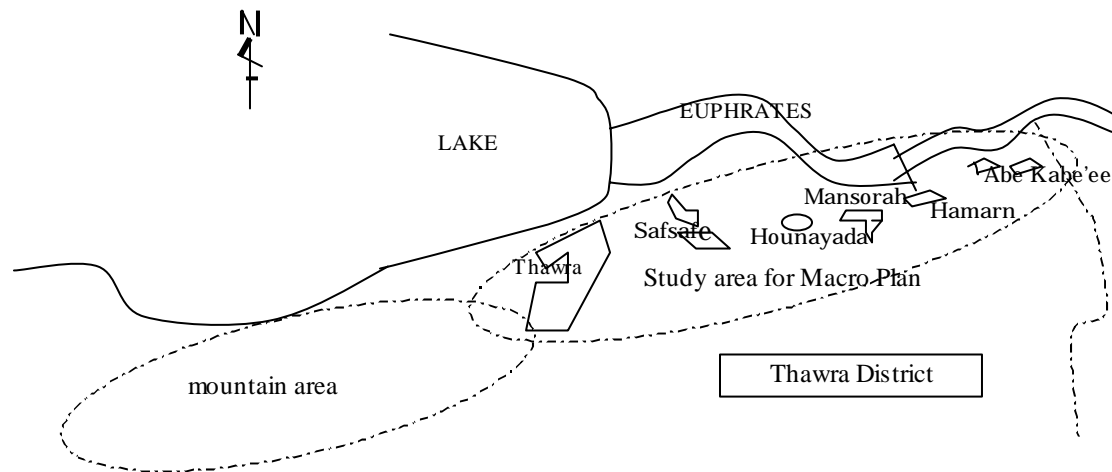 N
EUPHRATES
LAKE
Abe Kabe'ee
Mansorah
Hamarn
Safsafe
Hounayada
Thawra
Study area for Macro Plan
mountain area
Thawra District